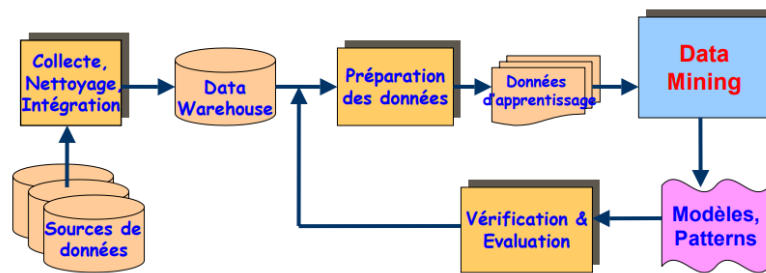 Collecte,
Nettoyage,
Intégration
Data
Warehouse
Préparation
des données
Données
d'apprentissage
Data
Mining
Sources de
données
Vérification &
Evaluation
Modèles,
Patterns